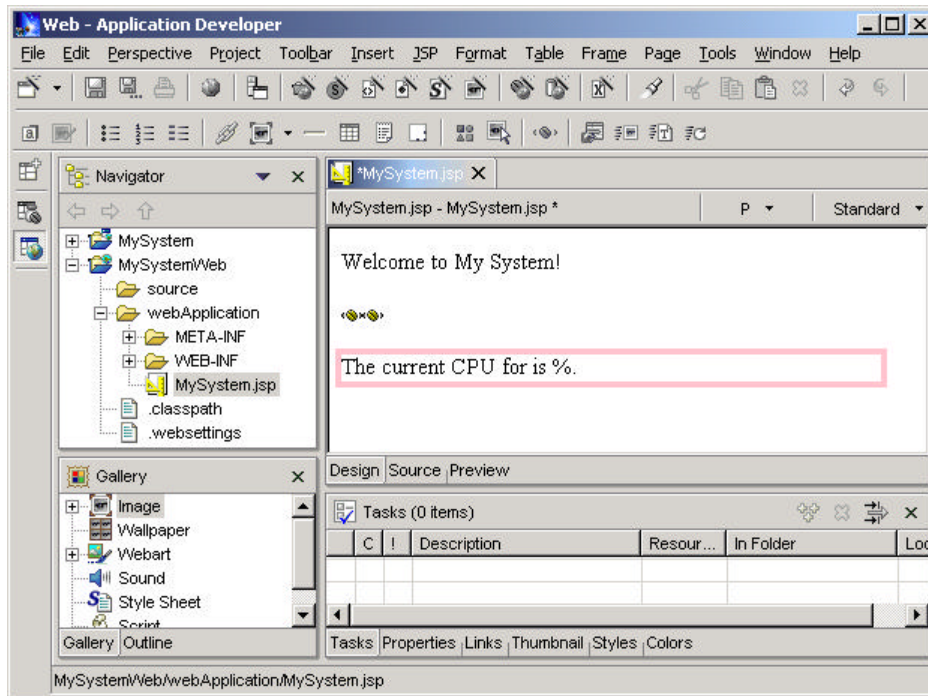 Web - Application Developer
File Edit Perspective Project Toolbar Insert JSP Format Table Frame Page Tools Window Help
Navigator
MySystem
MySystemWeb
source
webApplication
META-INF
WEB-INF
MySystem.jsp
.classpath
.websettings
*MySystem.jsp
MySystem.jsp - MySystem.jsp * P Standard
Welcome to My System!
The current CPU for is %.
Design Source Preview
Gallery
Image
Wallpaper
Webart
Sound
Style Sheet
Script
Gallery Outline
Tasks (0 items)
C ! Description Resour... In Folder Loc
Tasks Properties Links Thumbnail Styles Colors
MySystemWeb/webApplication/MySystem.jsp